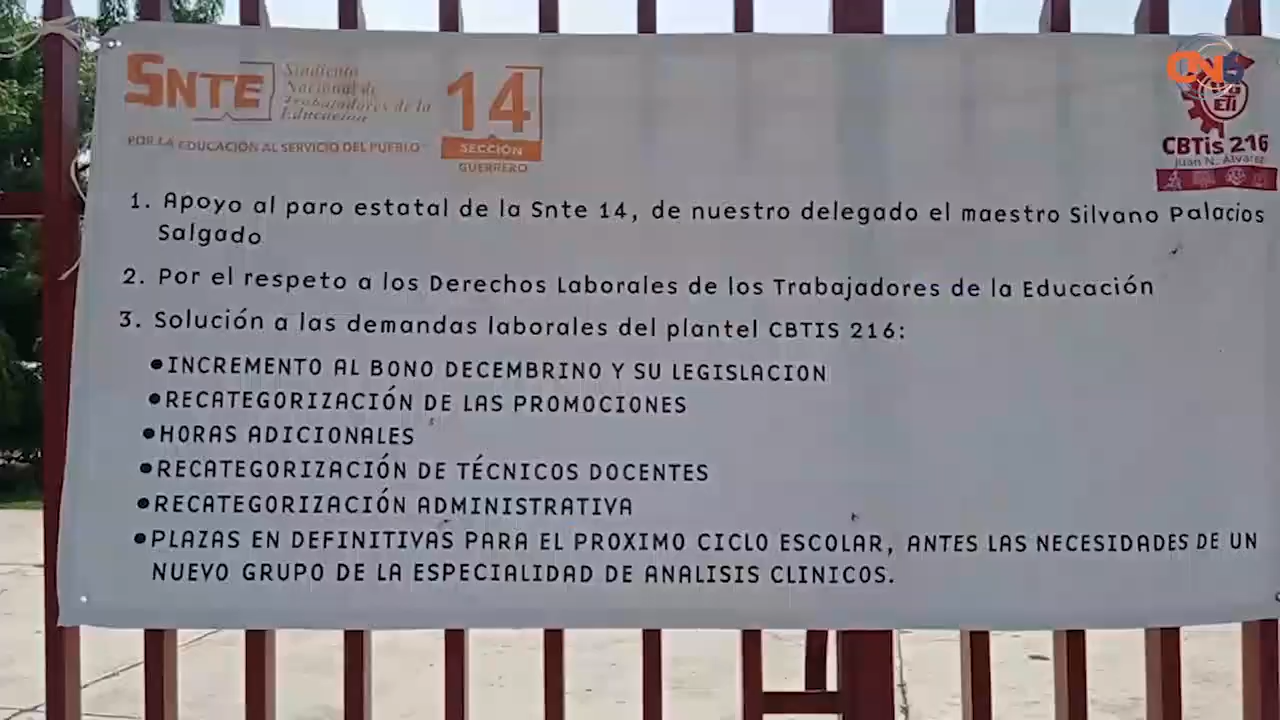 SNTE Sindicato Nacional de Trabajadores de la Educación
POR LA EDUCACIÓN AL SERVICIO DEL PUEBLO
14
SECCIÓN
GUERRERO
CNS
ETI
CBTis 216
Juan N. Álvarez
1. Apoyo al paro estatal de la Snte 14, de nuestro delegado el maestro Silvano Palacios
Salgado
2. Por el respeto a los Derechos Laborales de los Trabajadores de la Educación
3. Solución a las demandas laborales del plantel CBTIS 216:
•INCREMENTO AL BONO DECEMBRINO Y SU LEGISLACION
•RECATEGORIZACIÓN DE LAS PROMOCIONES
•HORAS ADICIONALES
•RECATEGORIZACIÓN DE TÉCNICOS DOCENTES
•RECATEGORIZACIÓN ADMINISTRATIVA
•PLAZAS EN DEFINITIVAS PARA EL PROXIMO CICLO ESCOLAR, ANTES LAS NECESIDADES DE UN
NUEVO GRUPO DE LA ESPECIALIDAD DE ANALISIS CLINICOS.